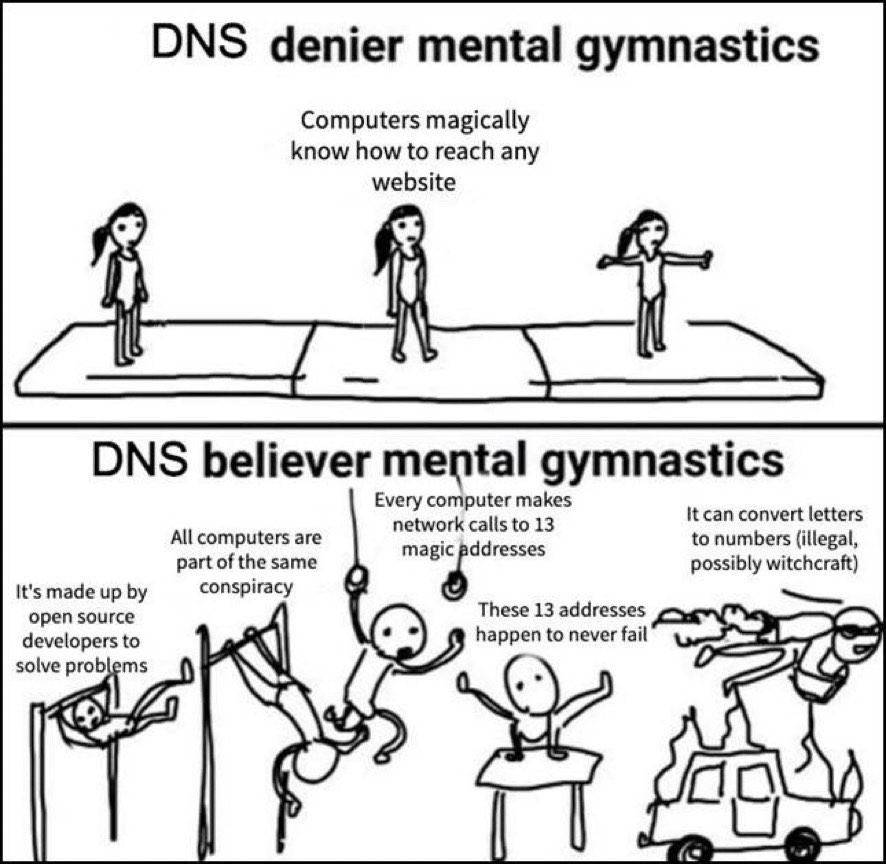 DNS denier mental gymnastics
Computers magically
know how to reach any
website
DNS believer mental gymnastics
It's made up by
open source
developers to
solve problems
All computers are
part of the same
conspiracy
Every computer makes
network calls to 13
magic addresses
These 13 addresses
happen to never fail
It can convert letters
to numbers (illegal,
possibly witchcraft)